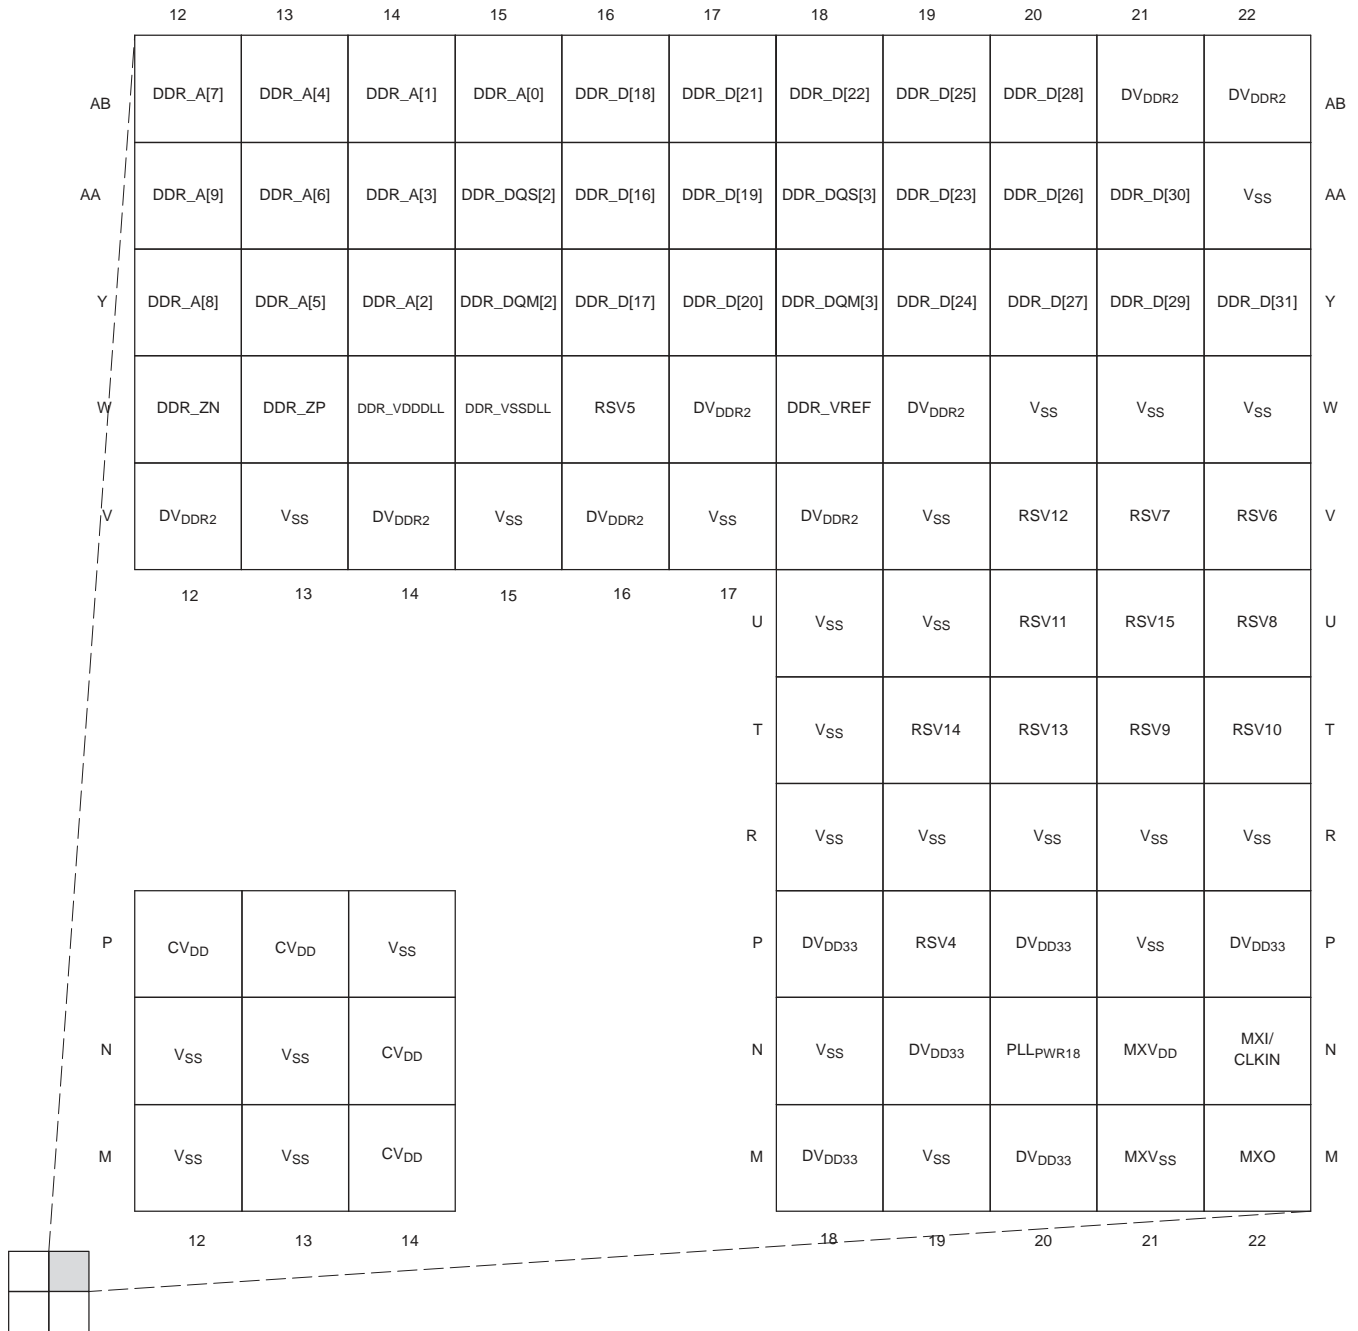 12 13 14 15 16 17 18 19 20 21 22
AB DDR_A[7] DDR_A[4] DDR_A[1] DDR_A[0] DDR_D[18] DDR_D[21] DDR_D[22] DDR_D[25] DDR_D[28] DVDDR2 DVDDR2 AB
AA DDR_A[9] DDR_A[6] DDR_A[3] DDR_DQS[2] DDR_D[16] DDR_D[19] DDR_DQS[3] DDR_D[23] DDR_D[26] DDR_D[30] VSS AA
Y DDR_A[8] DDR_A[5] DDR_A[2] DDR_DQM[2] DDR_D[17] DDR_D[20] DDR_DQM[3] DDR_D[24] DDR_D[27] DDR_D[29] DDR_D[31] Y
W DDR_ZN DDR_ZP DDR_VDDDLL DDR_VSSDLL RSV5 DVDDR2 DDR_VREF DVDDR2 VSS VSS VSS W
V DVDDR2 VSS DVDDR2 VSS DVDDR2 VSS DVDDR2 VSS RSV12 RSV7 RSV6 V
12 13 14 15 16 17
U VSS VSS RSV11 RSV15 RSV8 U
T VSS RSV14 RSV13 RSV9 RSV10 T
R VSS VSS VSS VSS VSS R
P CVDD CVDD VSS P DVDD33 RSV4 DVDD33 VSS DVDD33 P
N VSS VSS CVDD N VSS DVDD33 PLLPWR18 MXVDD MXI/ CLKIN N
M VSS VSS CVDD M DVDD33 VSS DVDD33 MXVSS MXO M
12 13 14 18 19 20 21 22